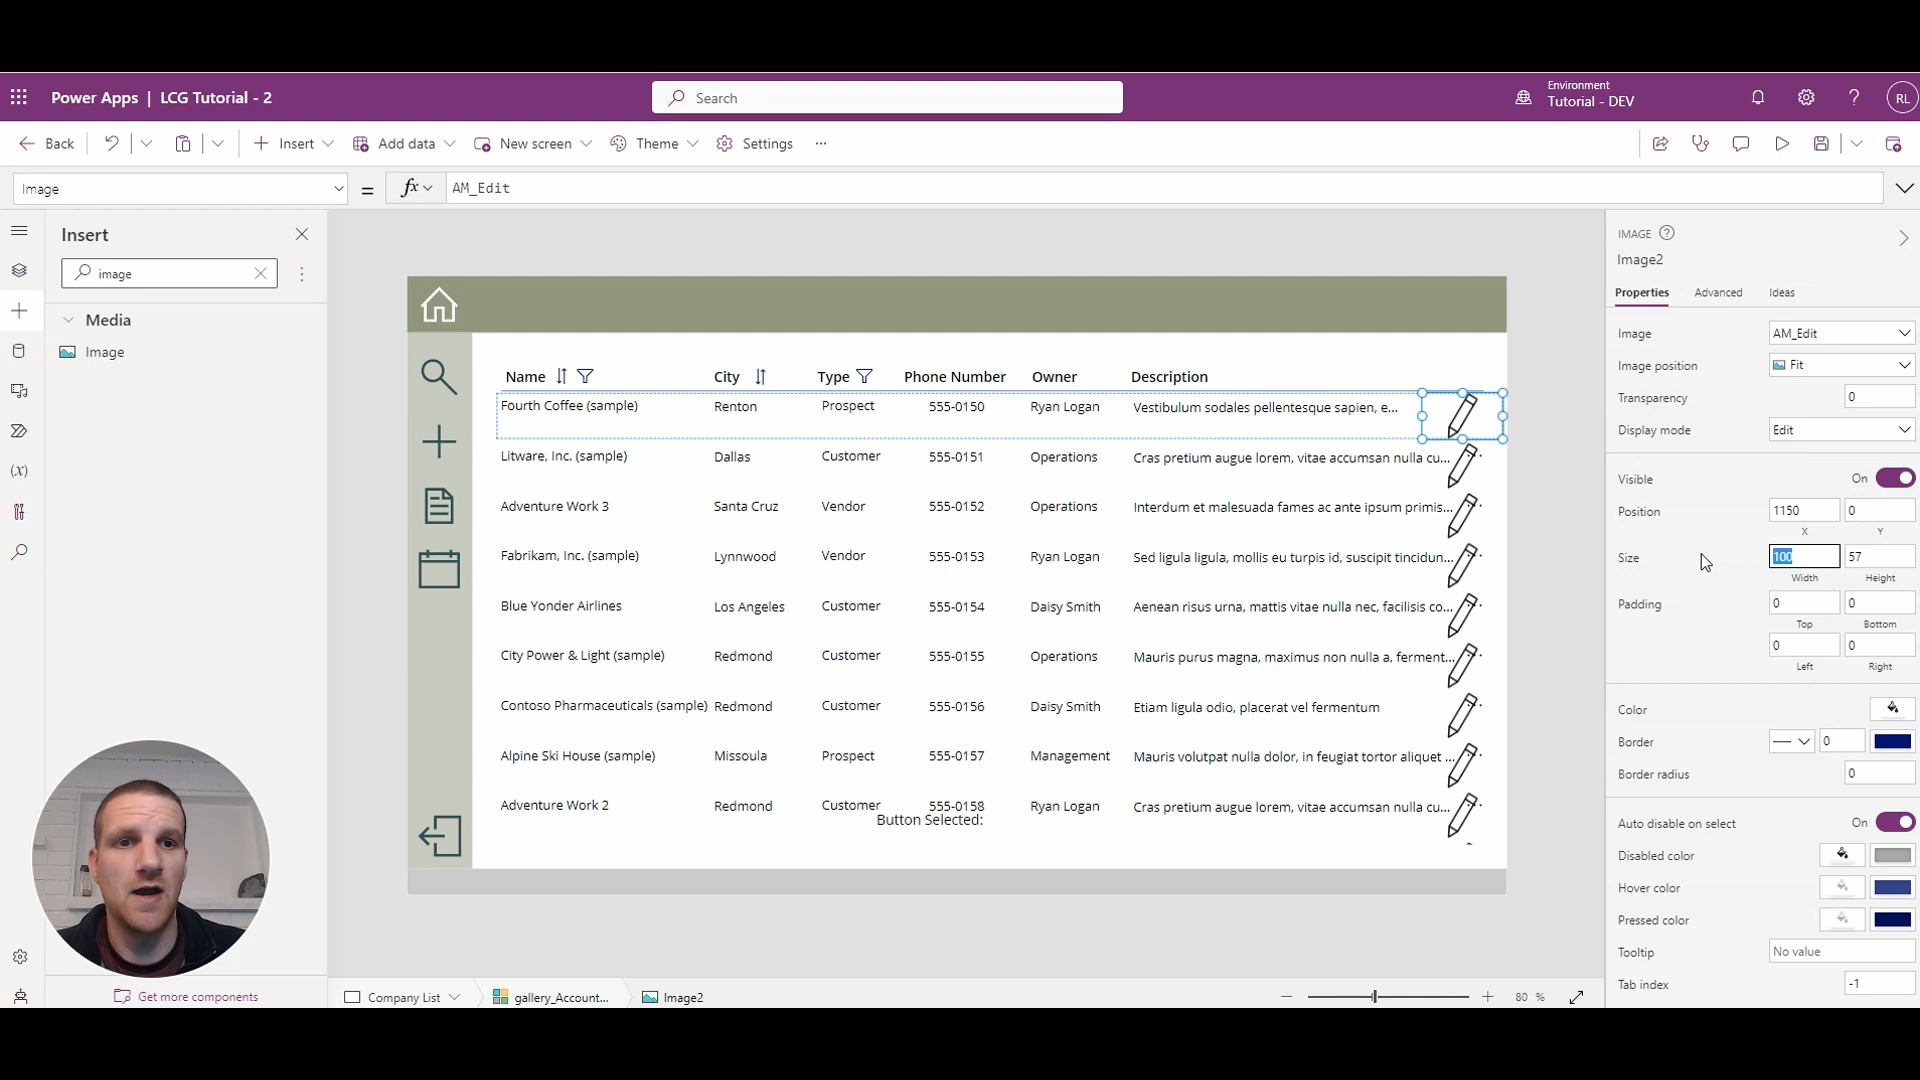 Power Apps | LCG Tutorial - 2
Search
Environment
Tutorial - DEV
RL
Back
Insert
Add data
New screen
Theme
Settings
Image
=
fx
AM_Edit
Insert
image
Media
Image
Get more components
Name
City
Type
Phone Number
Owner
Description
Fourth Coffee (sample) Renton Prospect 555-0150 Ryan Logan Vestibulum sodales pellentesque sapien, e...
Litware, Inc. (sample) Dallas Customer 555-0151 Operations Cras pretium augue lorem, vitae accumsan nulla cu...
Adventure Work 3 Santa Cruz Vendor 555-0152 Operations Interdum et malesuada fames ac ante ipsum primis...
Fabrikam, Inc. (sample) Lynnwood Vendor 555-0153 Ryan Logan Sed ligula ligula, mollis eu turpis id, suscipit tincidun...
Blue Yonder Airlines Los Angeles Customer 555-0154 Daisy Smith Aenean risus urna, mattis vitae nulla nec, facilisis co...
City Power & Light (sample) Redmond Customer 555-0155 Operations Mauris purus magna, maximus non nulla a, ferment...
Contoso Pharmaceuticals (sample) Redmond Customer 555-0156 Daisy Smith Etiam ligula odio, placerat vel fermentum
Alpine Ski House (sample) Missoula Prospect 555-0157 Management Mauris volutpat nulla dolor, in feugiat tortor aliquet ...
Adventure Work 2 Redmond Customer 555-0158 Ryan Logan Cras pretium augue lorem, vitae accumsan nulla cu...
Button Selected:
Company List
gallery_Account...
Image2
80 %
IMAGE
Image2
Properties Advanced Ideas
Image AM_Edit
Image position Fit
Transparency 0
Display mode Edit
Visible On
Position 1150 0
X Y
Size 100 57
Width Height
Padding 0 0
Top Bottom
0 0
Left Right
Color
Border 0
Border radius 0
Auto disable on select On
Disabled color
Hover color
Pressed color
Tooltip No value
Tab index -1